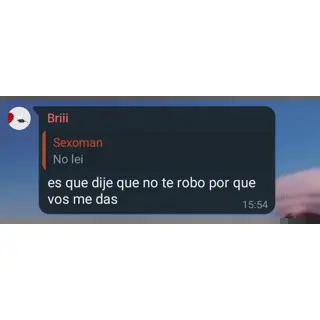 Briii
Sexoman
No lei
es que dije que no te robo por que
vos me das
15:54